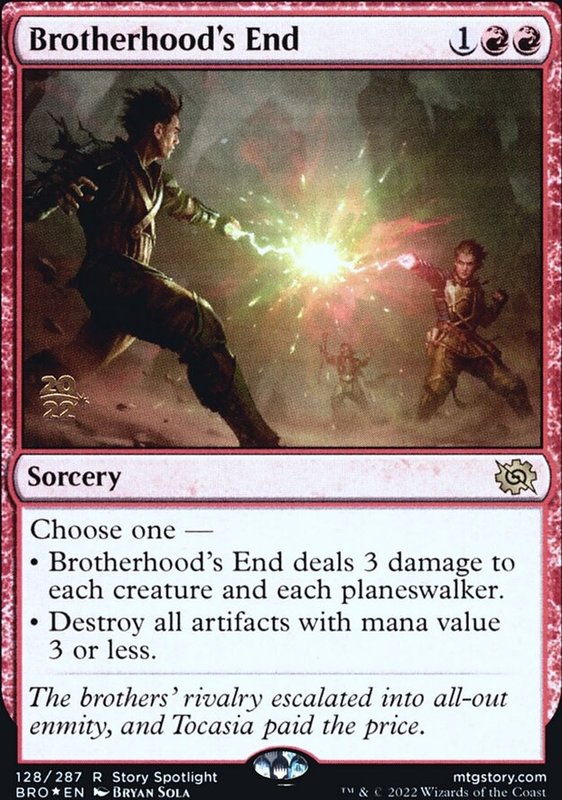 Brotherhood's End 1
20
22
Sorcery
Choose one —
• Brotherhood's End deals 3 damage to
each creature and each planeswalker.
• Destroy all artifacts with mana value
3 or less.
The brothers' rivalry escalated into all-out
enmity, and Tocasia paid the price.
128/287 R Story Spotlight mtgstory.com
BRO★EN Bryan Sola ™ & © 2022 Wizards of the Coast